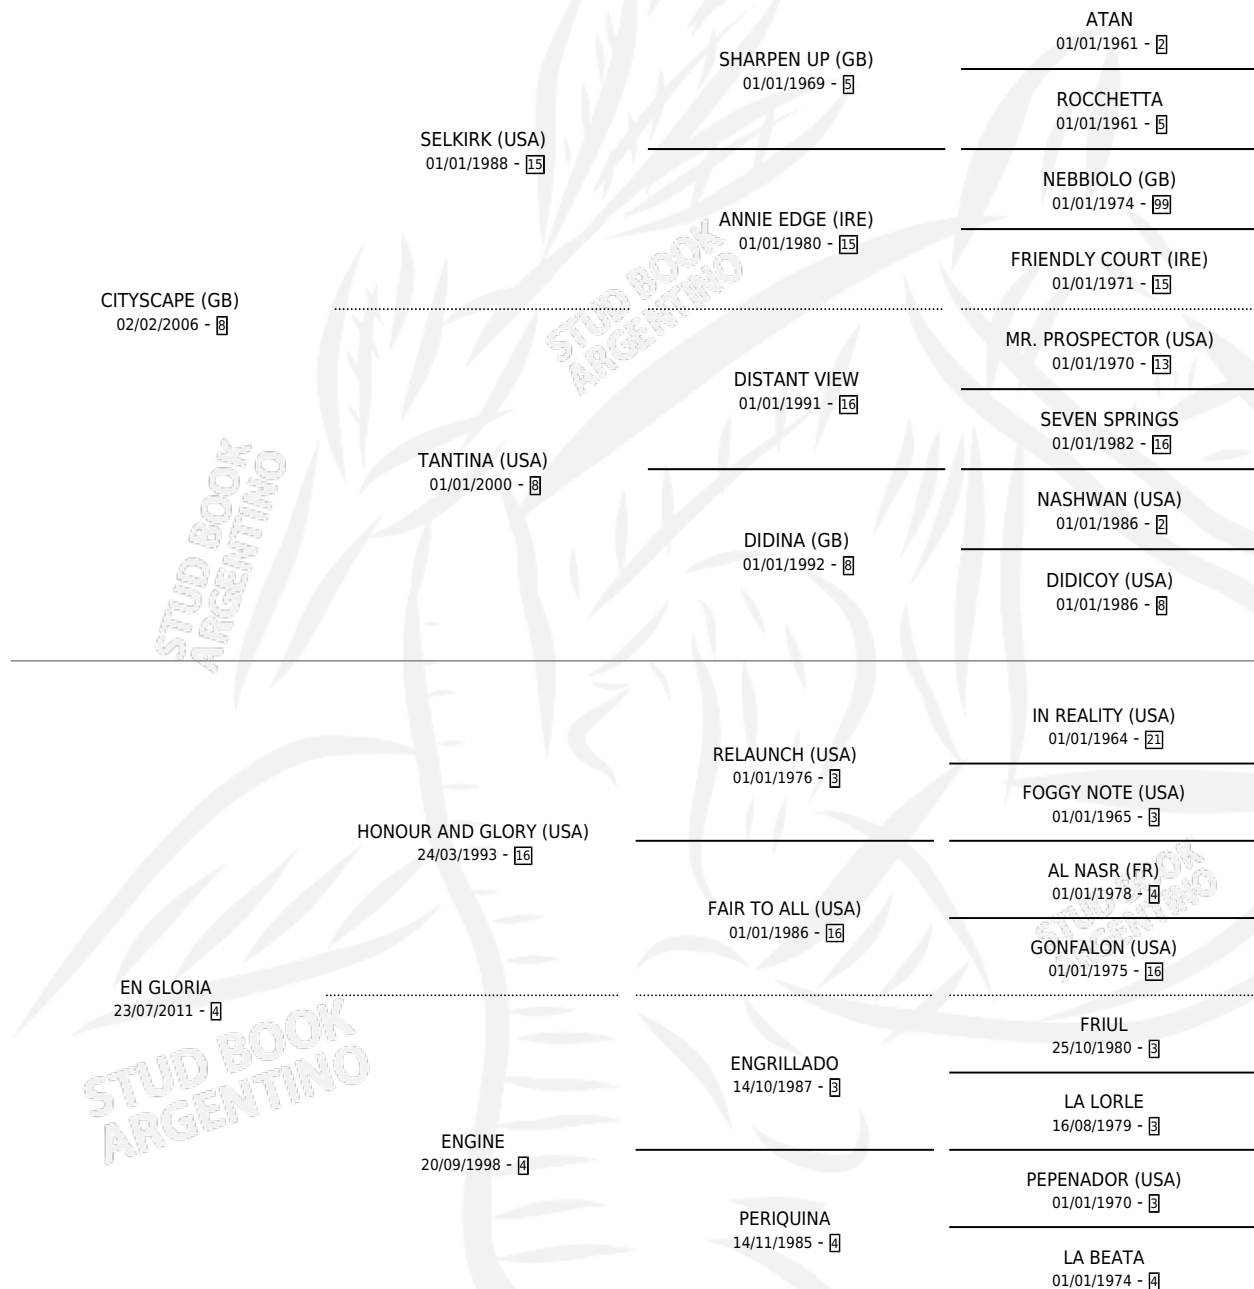 ATAN
01/01/1961 - 2
SHARPEN UP (GB)
01/01/1969 - 5
ROCCHETTA
01/01/1961 - 5
SELKIRK (USA)
01/01/1988 - 15
NEBBIOLO (GB)
01/01/1974 - 99
ANNIE EDGE (IRE)
01/01/1980 - 15
FRIENDLY COURT (IRE)
01/01/1971 - 15
CITYSCAPE (GB)
02/02/2006 - 8
MR. PROSPECTOR (USA)
01/01/1970 - 13
DISTANT VIEW
01/01/1991 - 16
SEVEN SPRINGS
01/01/1982 - 16
TANTINA (USA)
01/01/2000 - 8
NASHWAN (USA)
01/01/1986 - 2
DIDINA (GB)
01/01/1992 - 8
DIDICOY (USA)
01/01/1986 - 8
IN REALITY (USA)
01/01/1964 - 21
RELAUNCH (USA)
01/01/1976 - 3
FOGGY NOTE (USA)
01/01/1965 - 3
HONOUR AND GLORY (USA)
24/03/1993 - 16
AL NASR (FR)
01/01/1978 - 4
FAIR TO ALL (USA)
01/01/1986 - 16
GONFALON (USA)
01/01/1975 - 16
EN GLORIA
23/07/2011 - 4
FRIUL
25/10/1980 - 3
ENGRILLADO
14/10/1987 - 3
LA LORLE
16/08/1979 - 3
ENGINE
20/09/1998 - 4
PEPENADOR (USA)
01/01/1970 - 3
PERIQUINA
14/11/1985 - 4
LA BEATA
01/01/1974 - 4
STUD BOOK
ARGENTINO
STUD BOOK
ARGENTINO
STUD BOOK
ARGENTINO
STUD BOOK
ARGENTINO